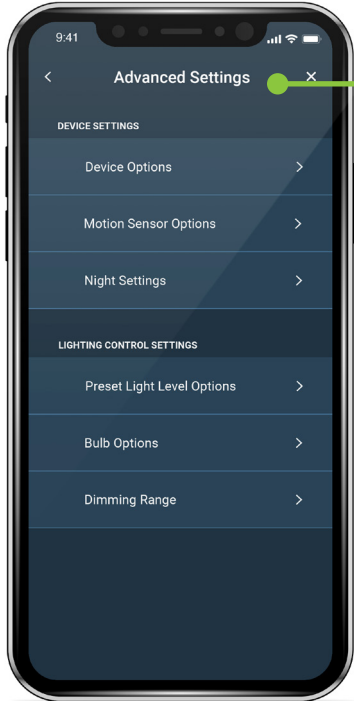 9:41
Advanced Settings
DEVICE SETTINGS
Device Options
Motion Sensor Options
Night Settings
LIGHTING CONTROL SETTINGS
Preset Light Level Options
Bulb Options
Dimming Range